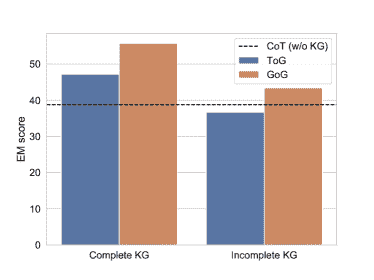 CoT (w/o KG)
ToG
GoG
EM score
50
40
30
20
10
0
Complete KG
Incomplete KG